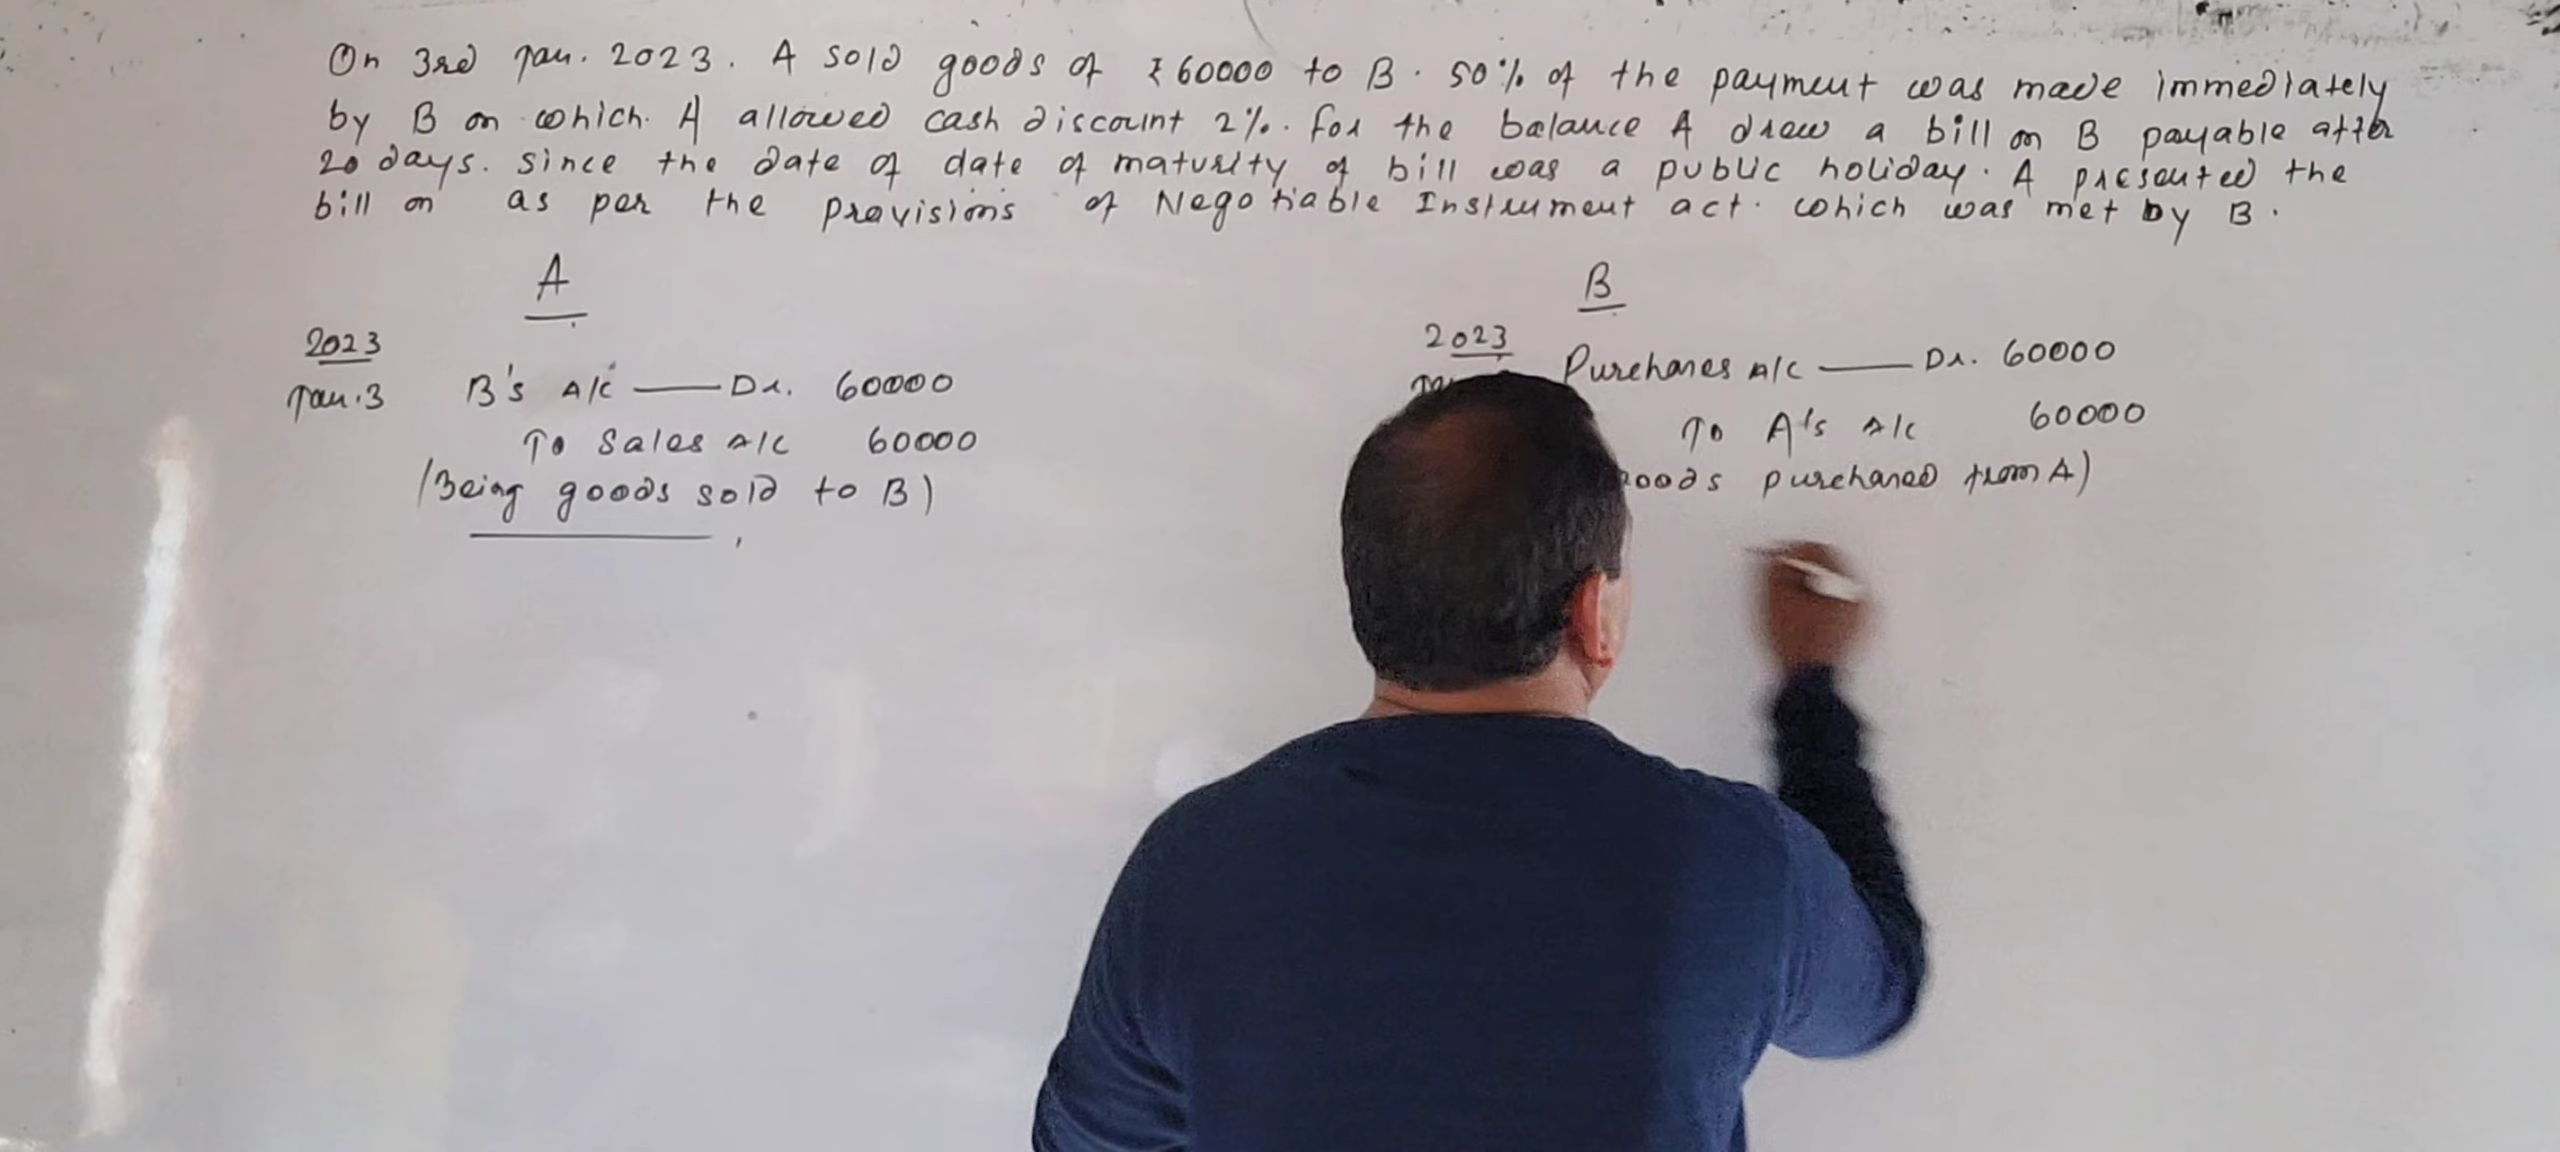 On 3rd Jan. 2023. A sold goods of ₹60000 to B. 50% of the payment was made immediately
by B on which A allowed cash discount 2%. for the balance A drew a bill on B payable after
20 days. since the date of date of maturity of bill was a public holiday. A presented the
bill on as per the provisions of Negotiable Instrument act. which was met by B.
A
2023
Jan.3 B's A/c —— Dr. 60000
To Sales A/c 60000
(Being goods sold to B)
B
2023
Purchases A/c —— Dr. 60000
To A's A/c 60000
goods purchased from A)